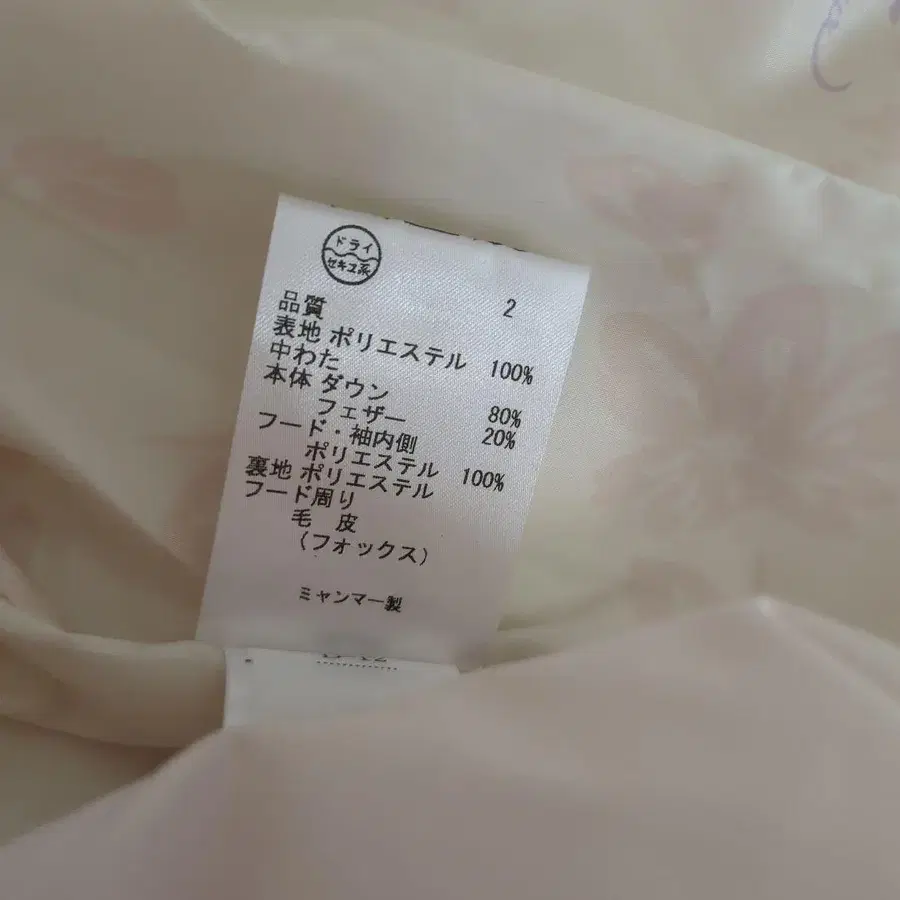 ドライ
セキユ系
2
品質
表地 ポリエステル 100%
中わた
本体 ダウン 80%
フェザー 20%
フード・袖内側
ポリエステル 100%
裏地 ポリエステル
フード周り
毛 皮
（フォックス）
ミャンマー製